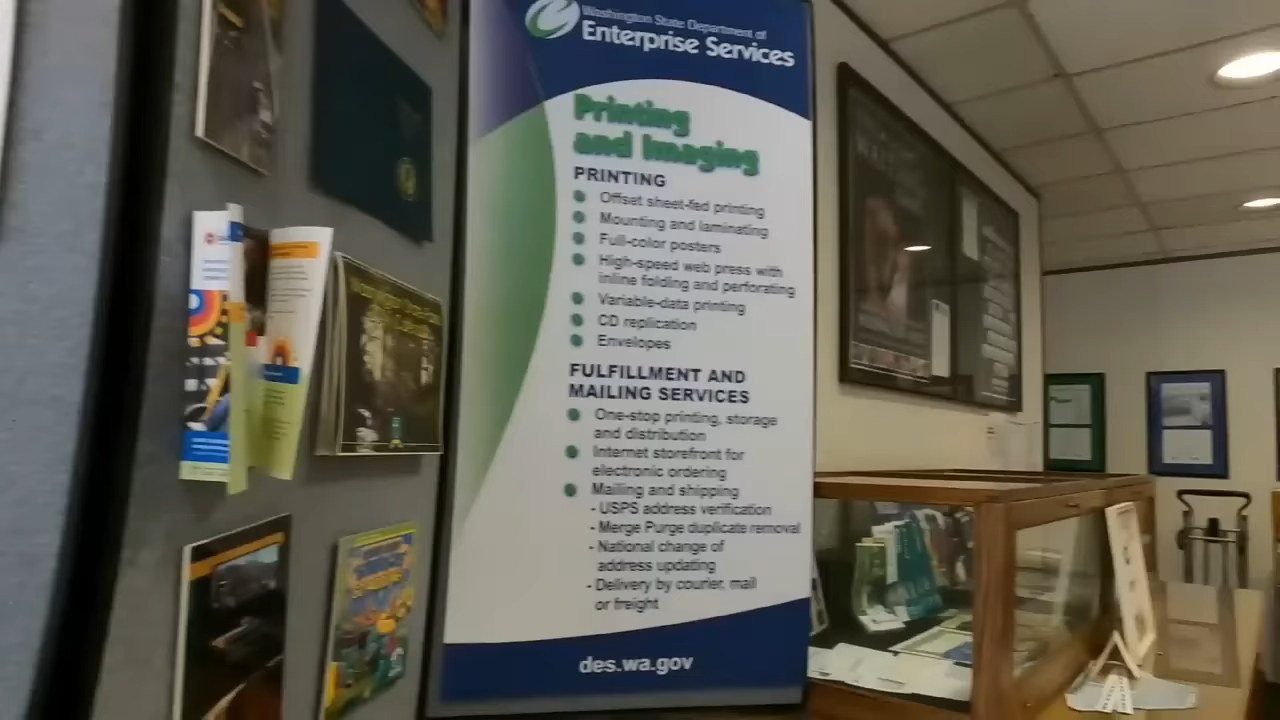 Washington State Department of
Enterprise Services
Printing
and Imaging
PRINTING
Offset sheet-fed printing
Mounting and laminating
Full-color posters
High-speed web press with
inline folding and perforating
Variable-data printing
CD replication
Envelopes
FULFILLMENT AND
MAILING SERVICES
One-stop printing, storage
and distribution
Internet storefront for
electronic ordering
Mailing and shipping
- USPS address verification
- Merge Purge duplicate removal
- National change of
address updating
- Delivery by courier, mail
or freight
des.wa.gov